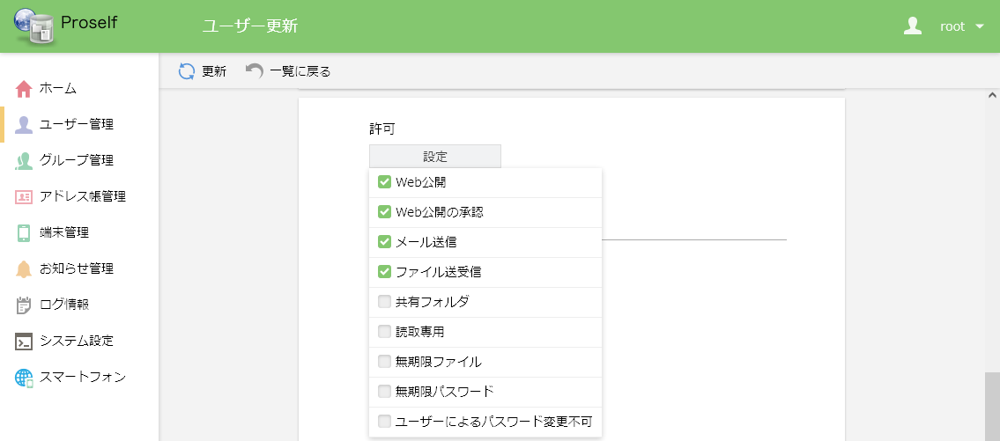 Proself
ユーザー更新
root
更新
一覧に戻る
ホーム
ユーザー管理
グループ管理
アドレス帳管理
端末管理
お知らせ管理
ログ情報
システム設定
スマートフォン
許可
設定
Web公開
Web公開の承認
メール送信
ファイル送受信
共有フォルダ
読取専用
無期限ファイル
無期限パスワード
ユーザーによるパスワード変更不可